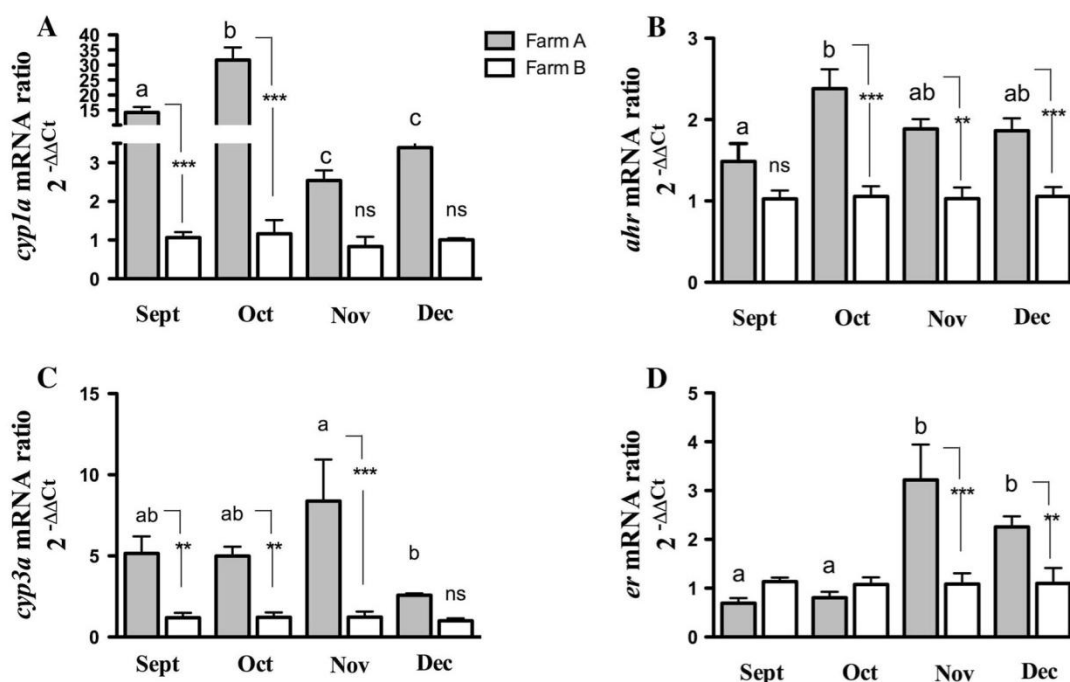 A
cyp1a mRNA ratio
2 -ΔΔCt
40
35
30
25
20
15
10
3
2
1
0
a
***
b
***
c
ns
c
ns
Sept Oct Nov Dec
Farm A
Farm B
B
ahr mRNA ratio
2 -ΔΔCt
3
2
1
0
a
ns
b
***
ab
**
ab
***
Sept Oct Nov Dec
C
cyp3a mRNA ratio
2 -ΔΔCt
15
10
5
0
ab
**
ab
**
a
***
b
ns
Sept Oct Nov Dec
D
er mRNA ratio
2 -ΔΔCt
5
4
3
2
1
0
a
a
b
***
b
**
Sept Oct Nov Dec